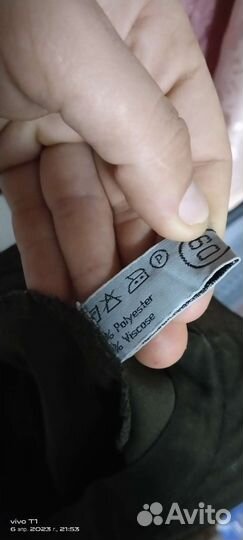 60
P
% Polyester
% Viscose
vivo T1
6 апр. 2023 г., 21:53
Avito